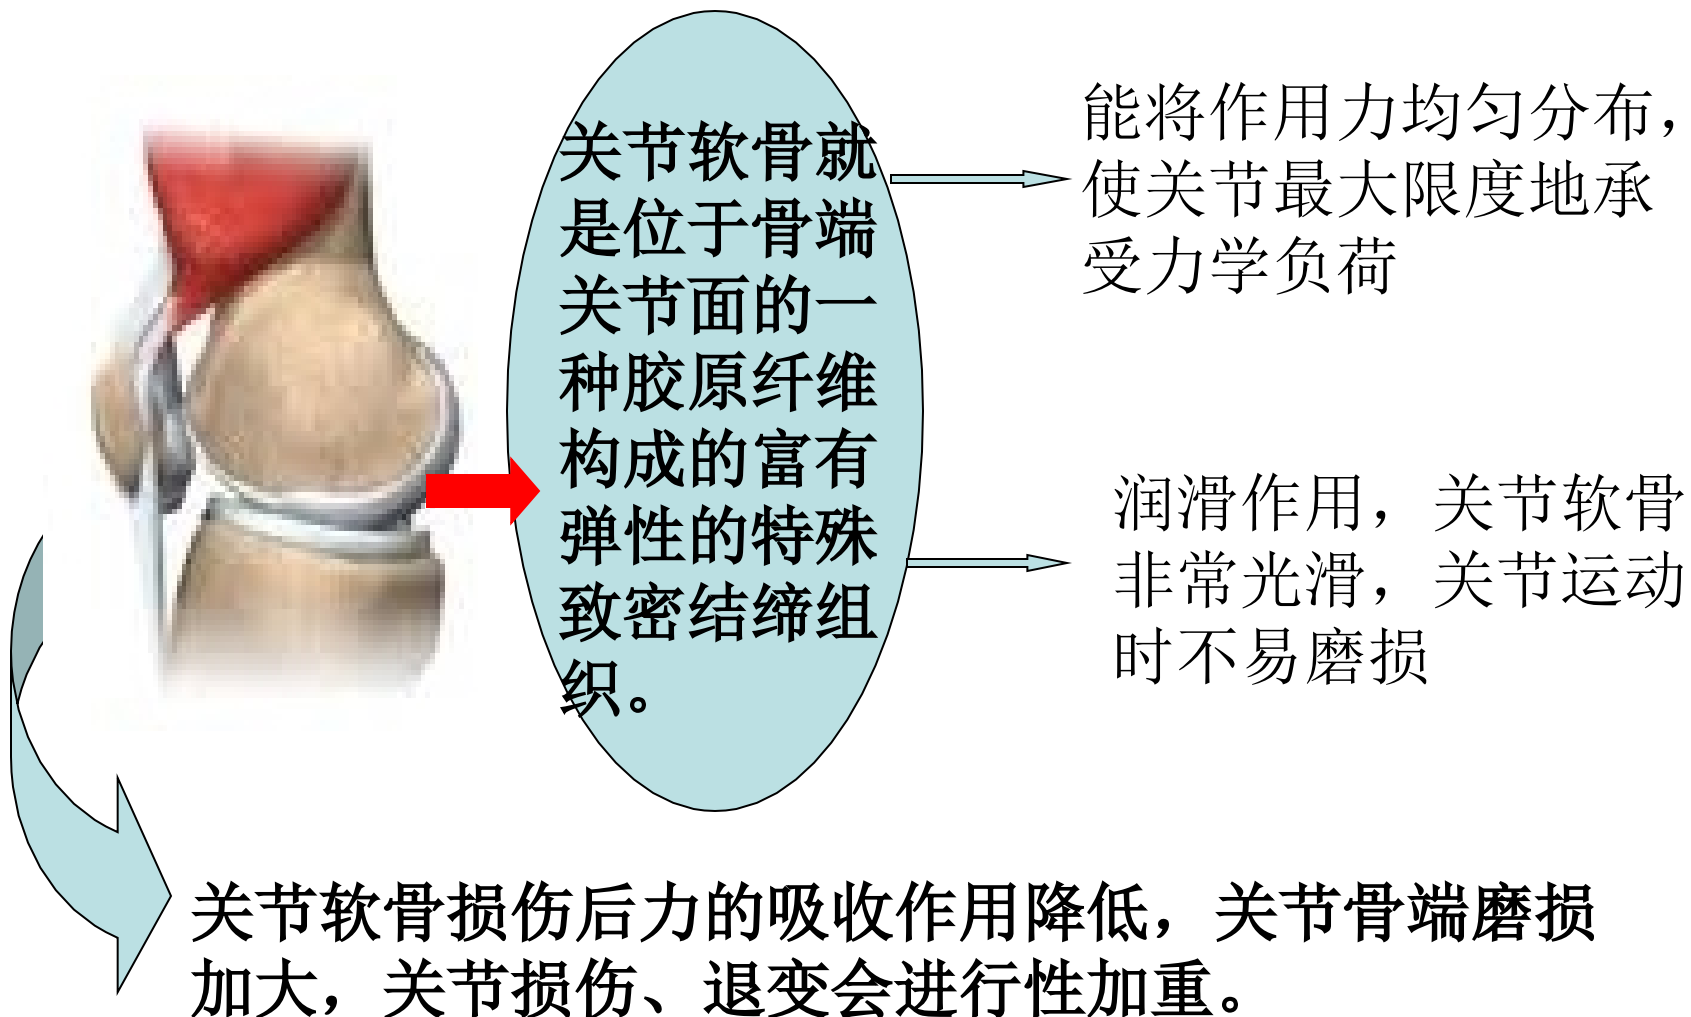 关节软骨就
是位于骨端
关节面的一
种胶原纤维
构成的富有
弹性的特殊
致密结缔组
织。
能将作用力均匀分布，
使关节最大限度地承
受力学负荷
润滑作用，关节软骨
非常光滑，关节运动
时不易磨损
关节软骨损伤后力的吸收作用降低，关节骨端磨损
加大，关节损伤、退变会进行性加重。